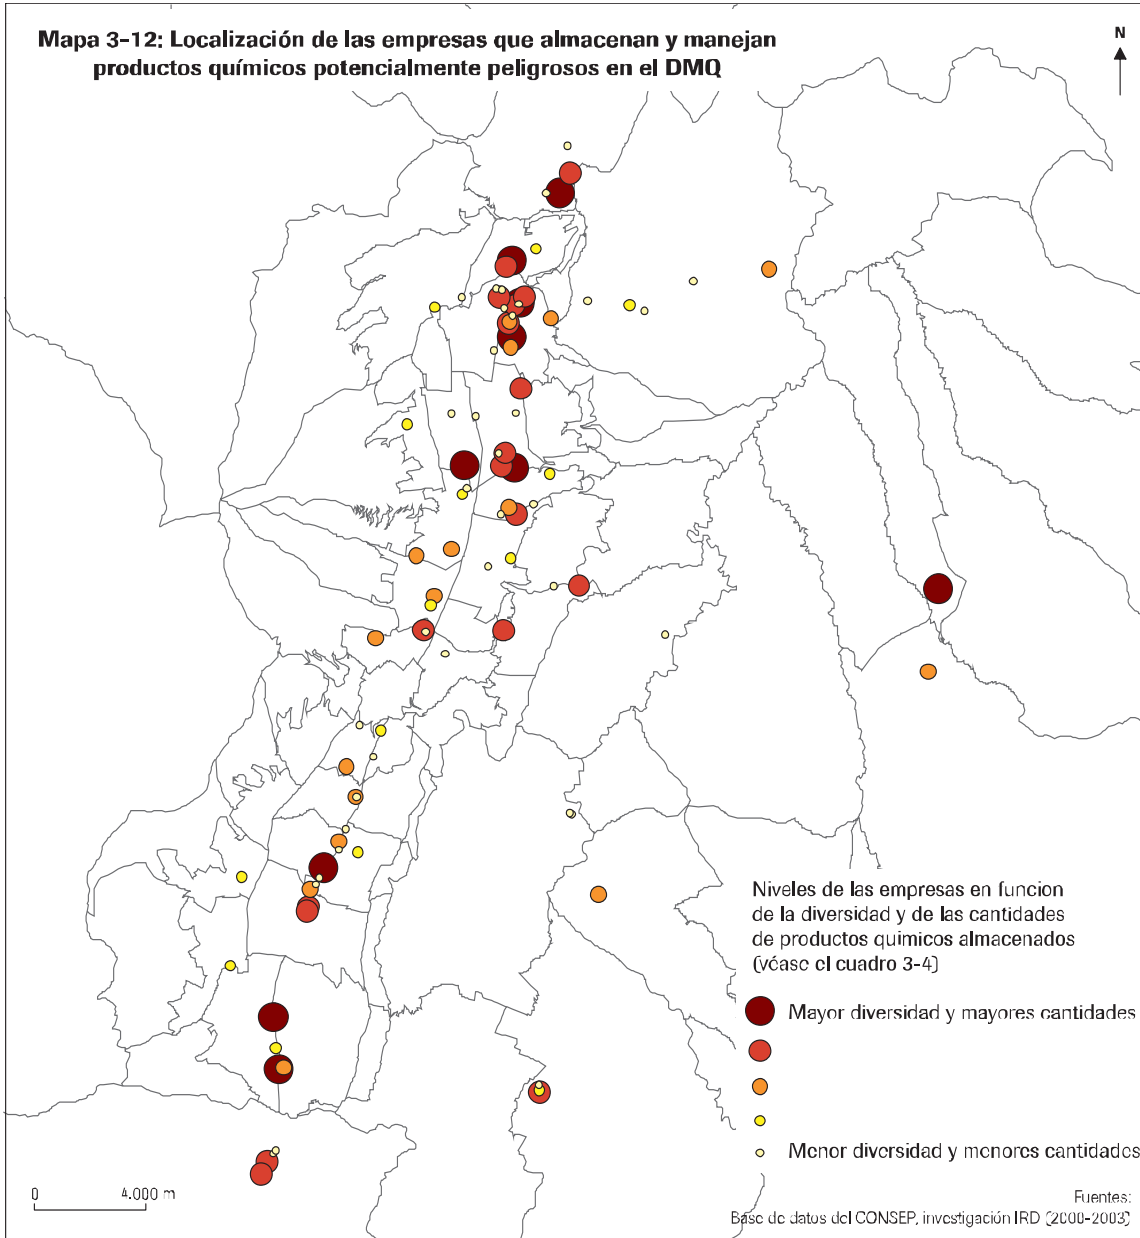 Mapa 3-12: Localización de las empresas que almacenan y manejan
productos químicos potencialmente peligrosos en el DMQ
N
Niveles de las empresas en funcion
de la diversidad y de las cantidades
de productos quimicos almacenados
(véase el cuadro 3-4)
Mayor diversidad y mayores cantidades
Menor diversidad y menores cantidades
0 4.000 m
Fuentes:
Base de datos del CONSEP, investigación IRD (2000-2003)